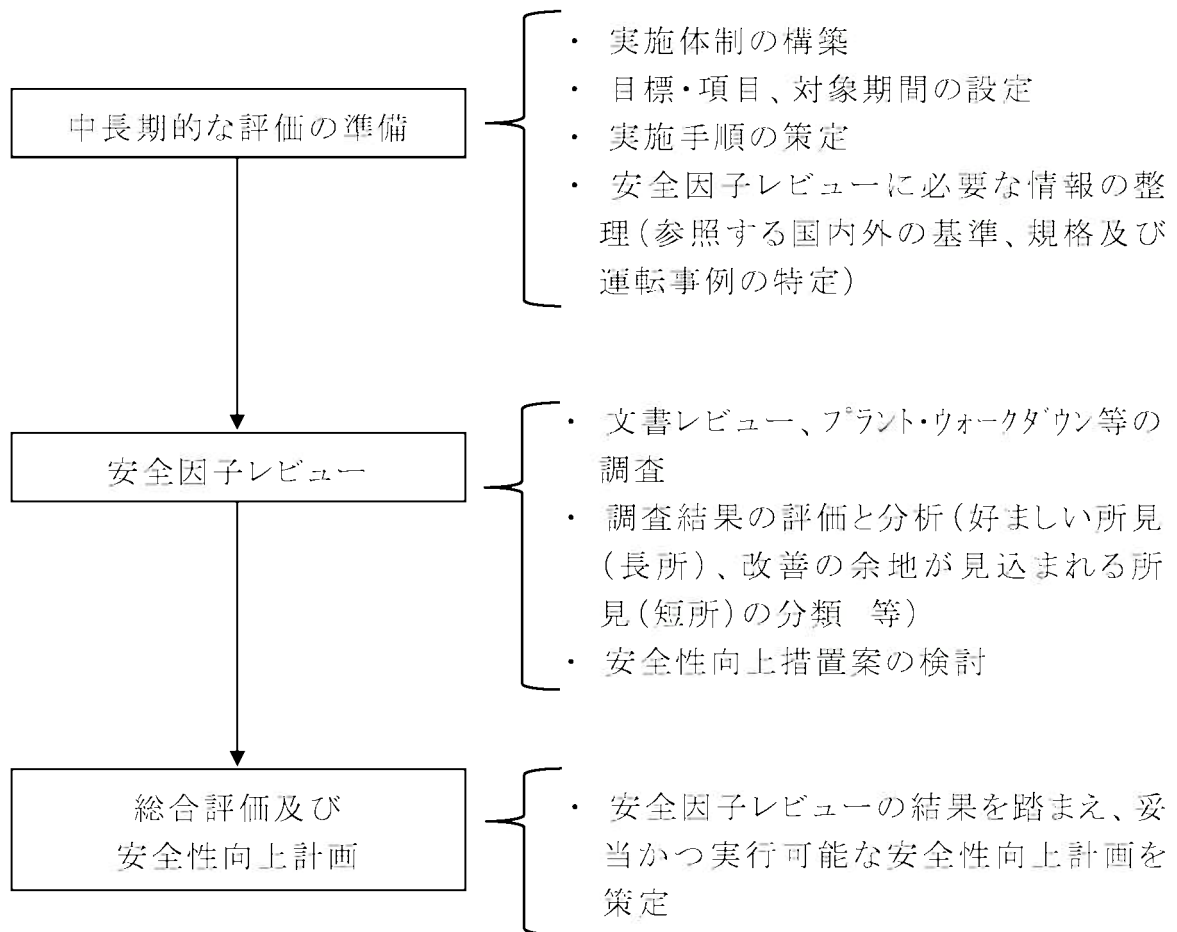 中長期的な評価の準備
・ 実施体制の構築
・ 目標・項目、対象期間の設定
・ 実施手順の策定
・ 安全因子レビューに必要な情報の整
理(参照する国内外の基準、規格及び
運転事例の特定)
安全因子レビュー
・ 文書レビュー、プラント・ウォークダウン等の
調査
・ 調査結果の評価と分析(好ましい所見
(長所)、改善の余地が見込まれる所
見(短所)の分類 等)
・ 安全性向上措置案の検討
総合評価及び
安全性向上計画
・ 安全因子レビューの結果を踏まえ、妥
当かつ実行可能な安全性向上計画を
策定